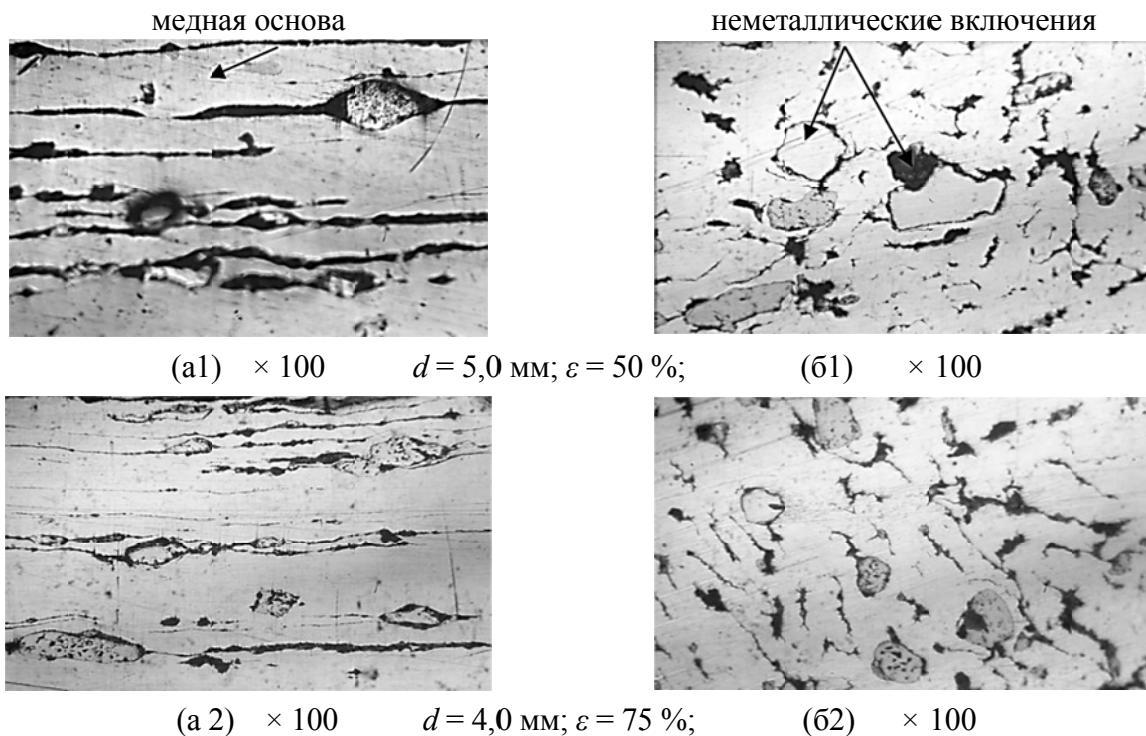 медная основа неметаллические включения
(а1) × 100 d = 5,0 мм; ε = 50 %; (б1) × 100
(а 2) × 100 d = 4,0 мм; ε = 75 %; (б2) × 100